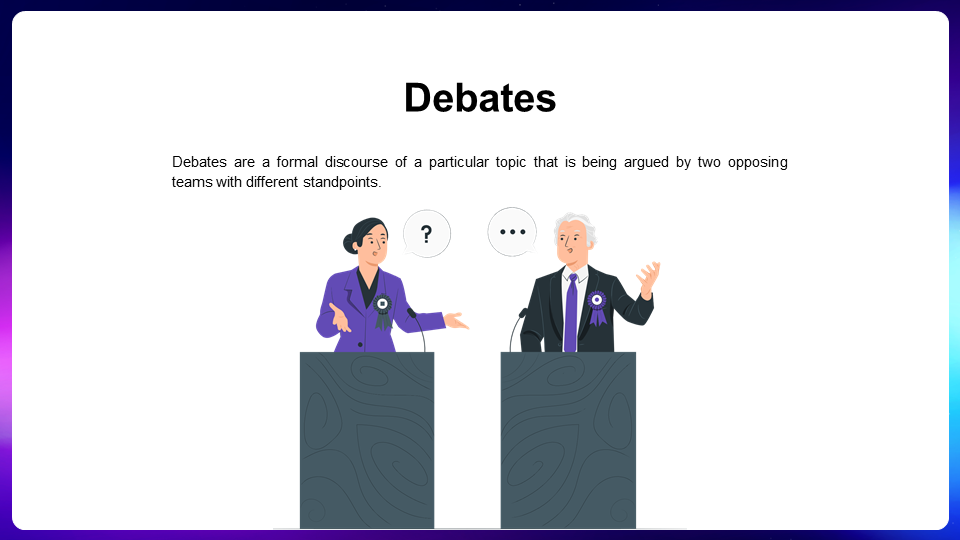 Debates
Debates are a formal discourse of a particular topic that is being argued by two opposing
teams with different standpoints.
?